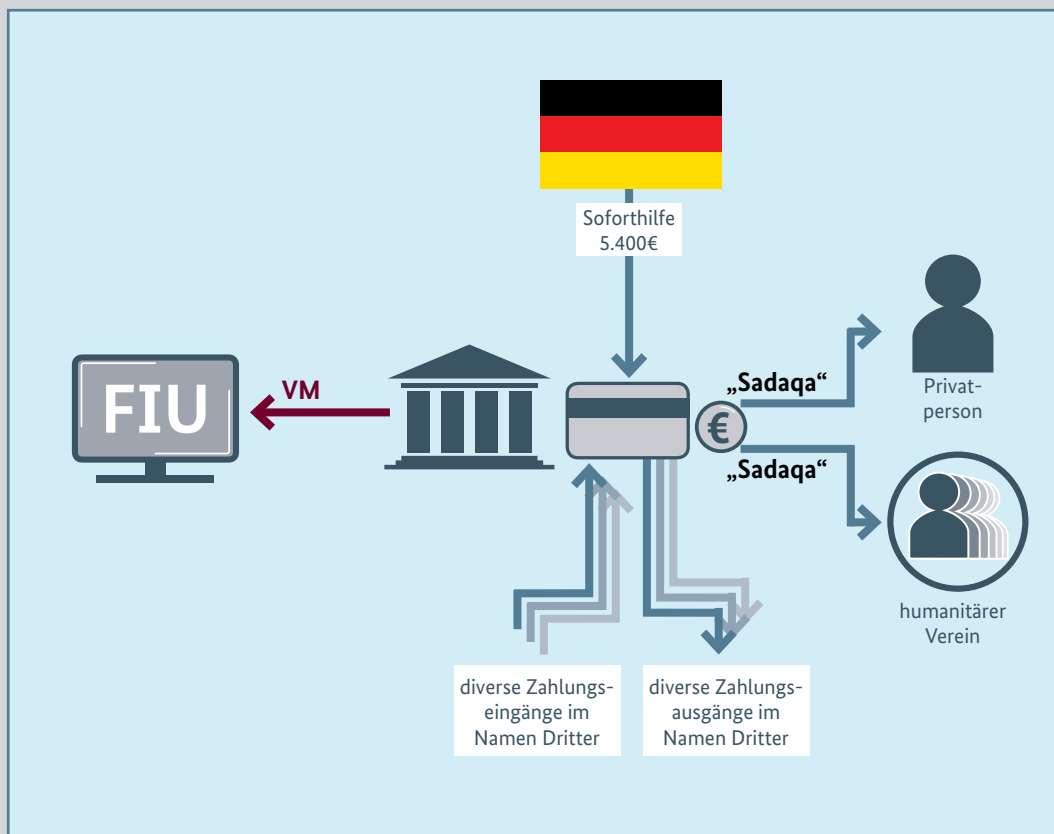 Soforthilfe
5.400€
FIU
VM
€
„Sadaqa“
„Sadaqa“
Privat-
person
humanitärer
Verein
diverse Zahlungs-
eingänge im
Namen Dritter
diverse Zahlungs-
ausgänge im
Namen Dritter